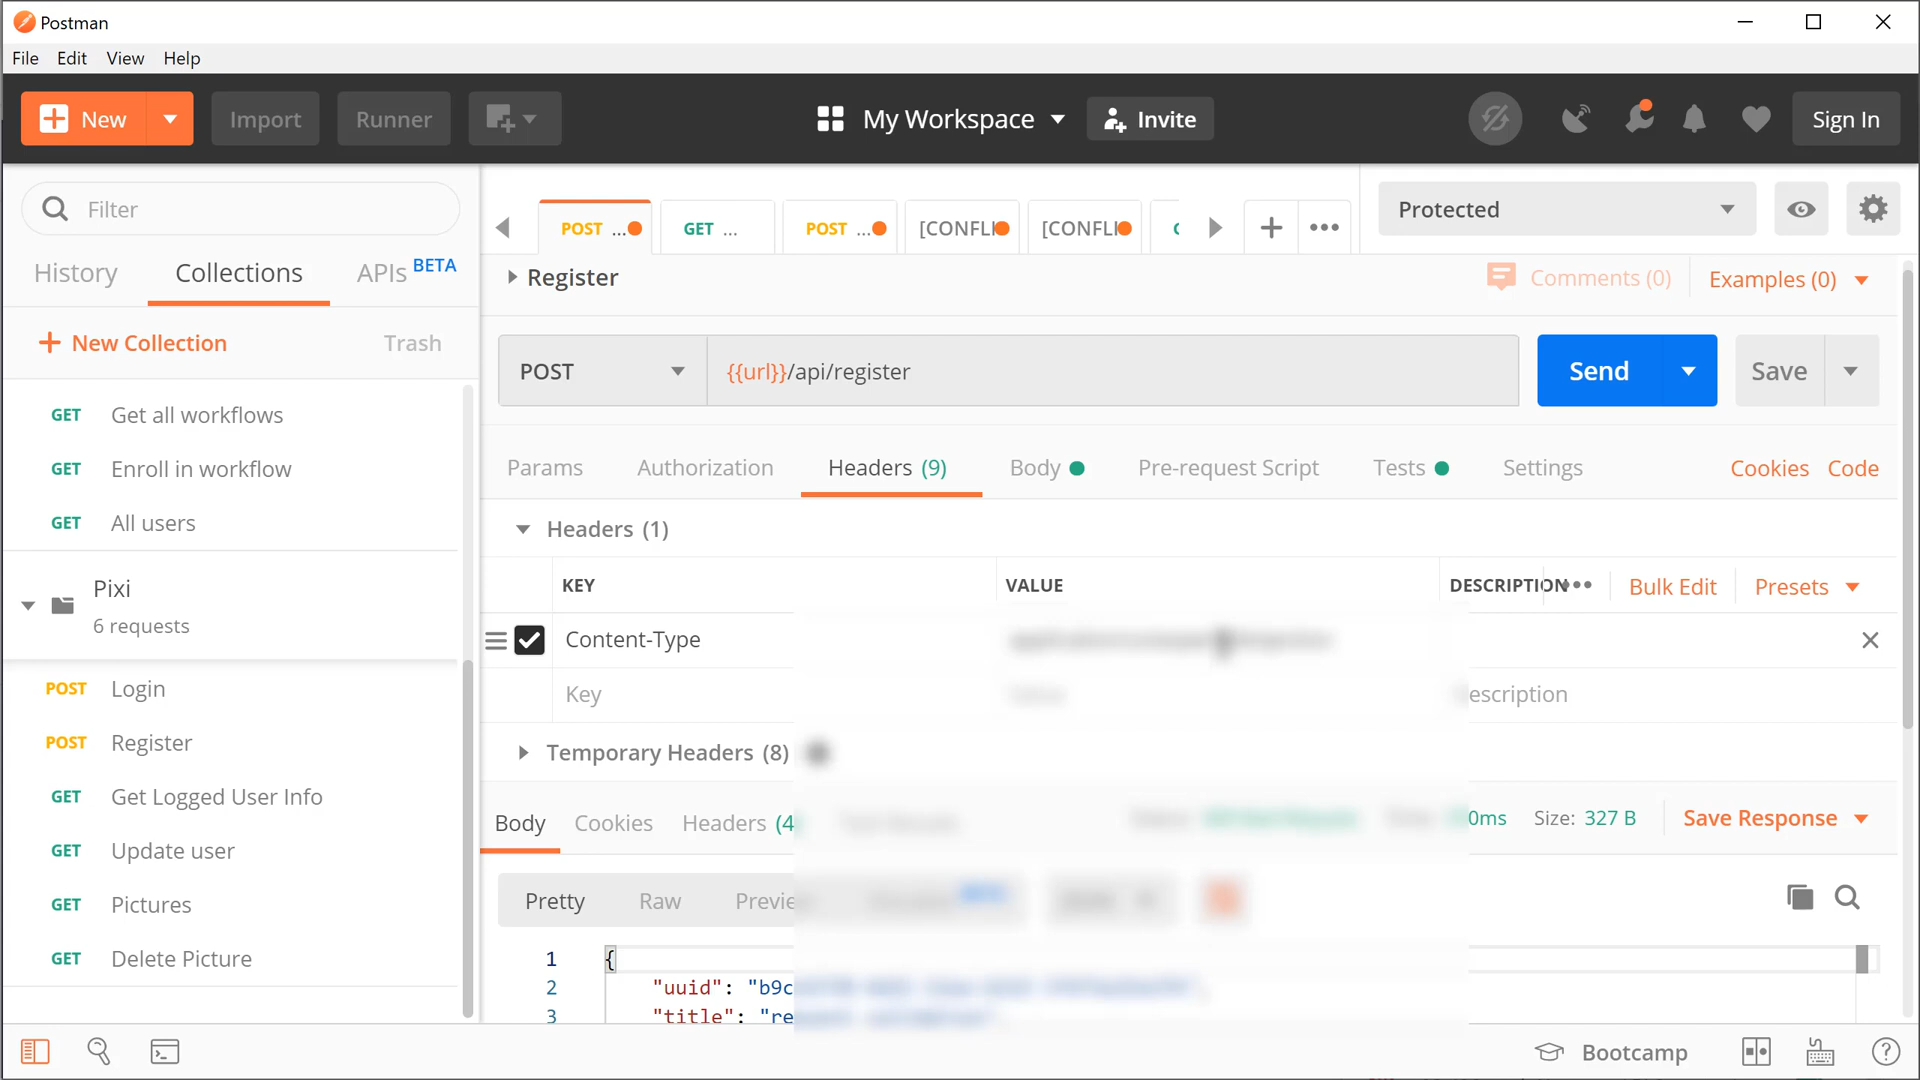 Postman
File Edit View Help
New Import Runner My Workspace Invite Sign In
Filter
POST ... GET ... POST ... [CONFLI [CONFLI
Protected
History Collections APIs BETA
Register Comments (0) Examples (0)
New Collection Trash
POST {{url}}/api/register Send Save
GET Get all workflows
GET Enroll in workflow
GET All users
Params Authorization Headers (9) Body Pre-request Script Tests Settings Cookies Code
Headers (1)
KEY VALUE DESCRIPTION Bulk Edit Presets
Pixi
6 requests
Content-Type
Key
POST Login
POST Register
GET Get Logged User Info
GET Update user
GET Pictures
GET Delete Picture
Temporary Headers (8)
Body Cookies Headers (4 Size: 327 B Save Response
Pretty Raw
1 {
2 "uuid": "b9c
3 "title": "re
Bootcamp